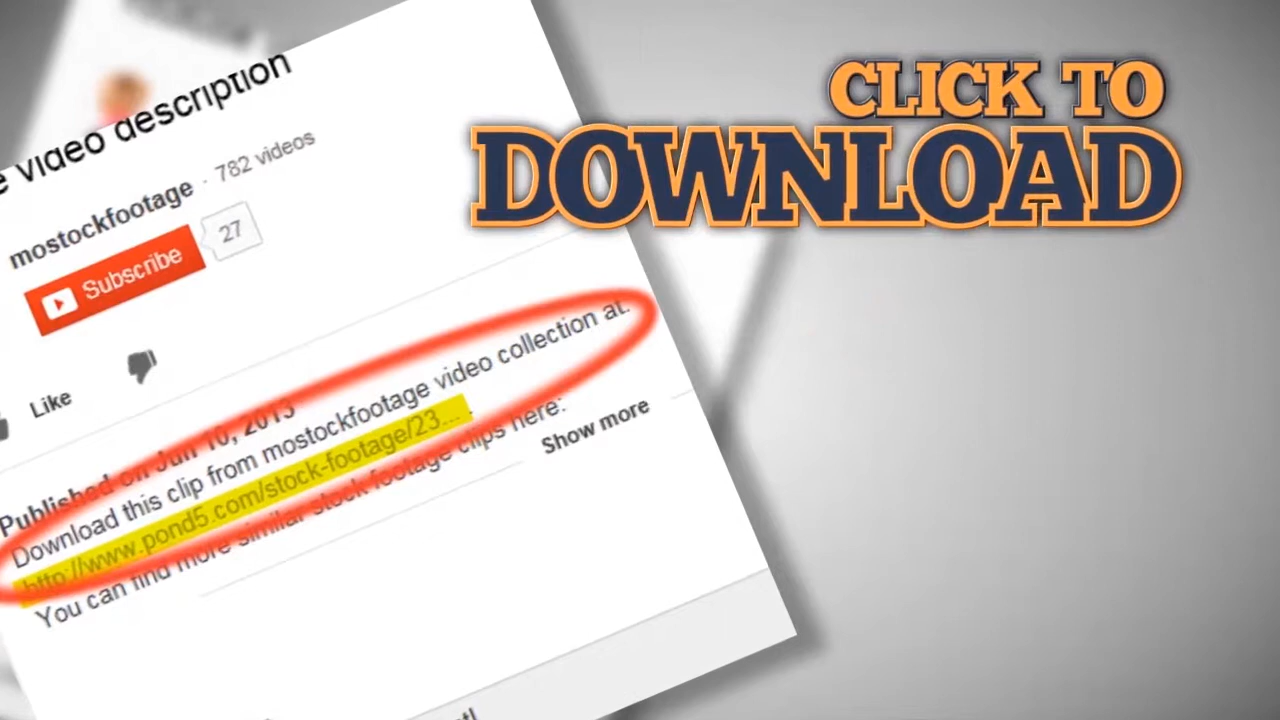 CLICK TO
DOWNLOAD
video description
mostockfootage · 782 videos
Subscribe 27
Like
Published on Jun 10, 2013
Download this clip from mostockfootage video collection at:
http://www.pond5.com/stock-footage/23... .
You can find more similar stock footage clips here:
Show more